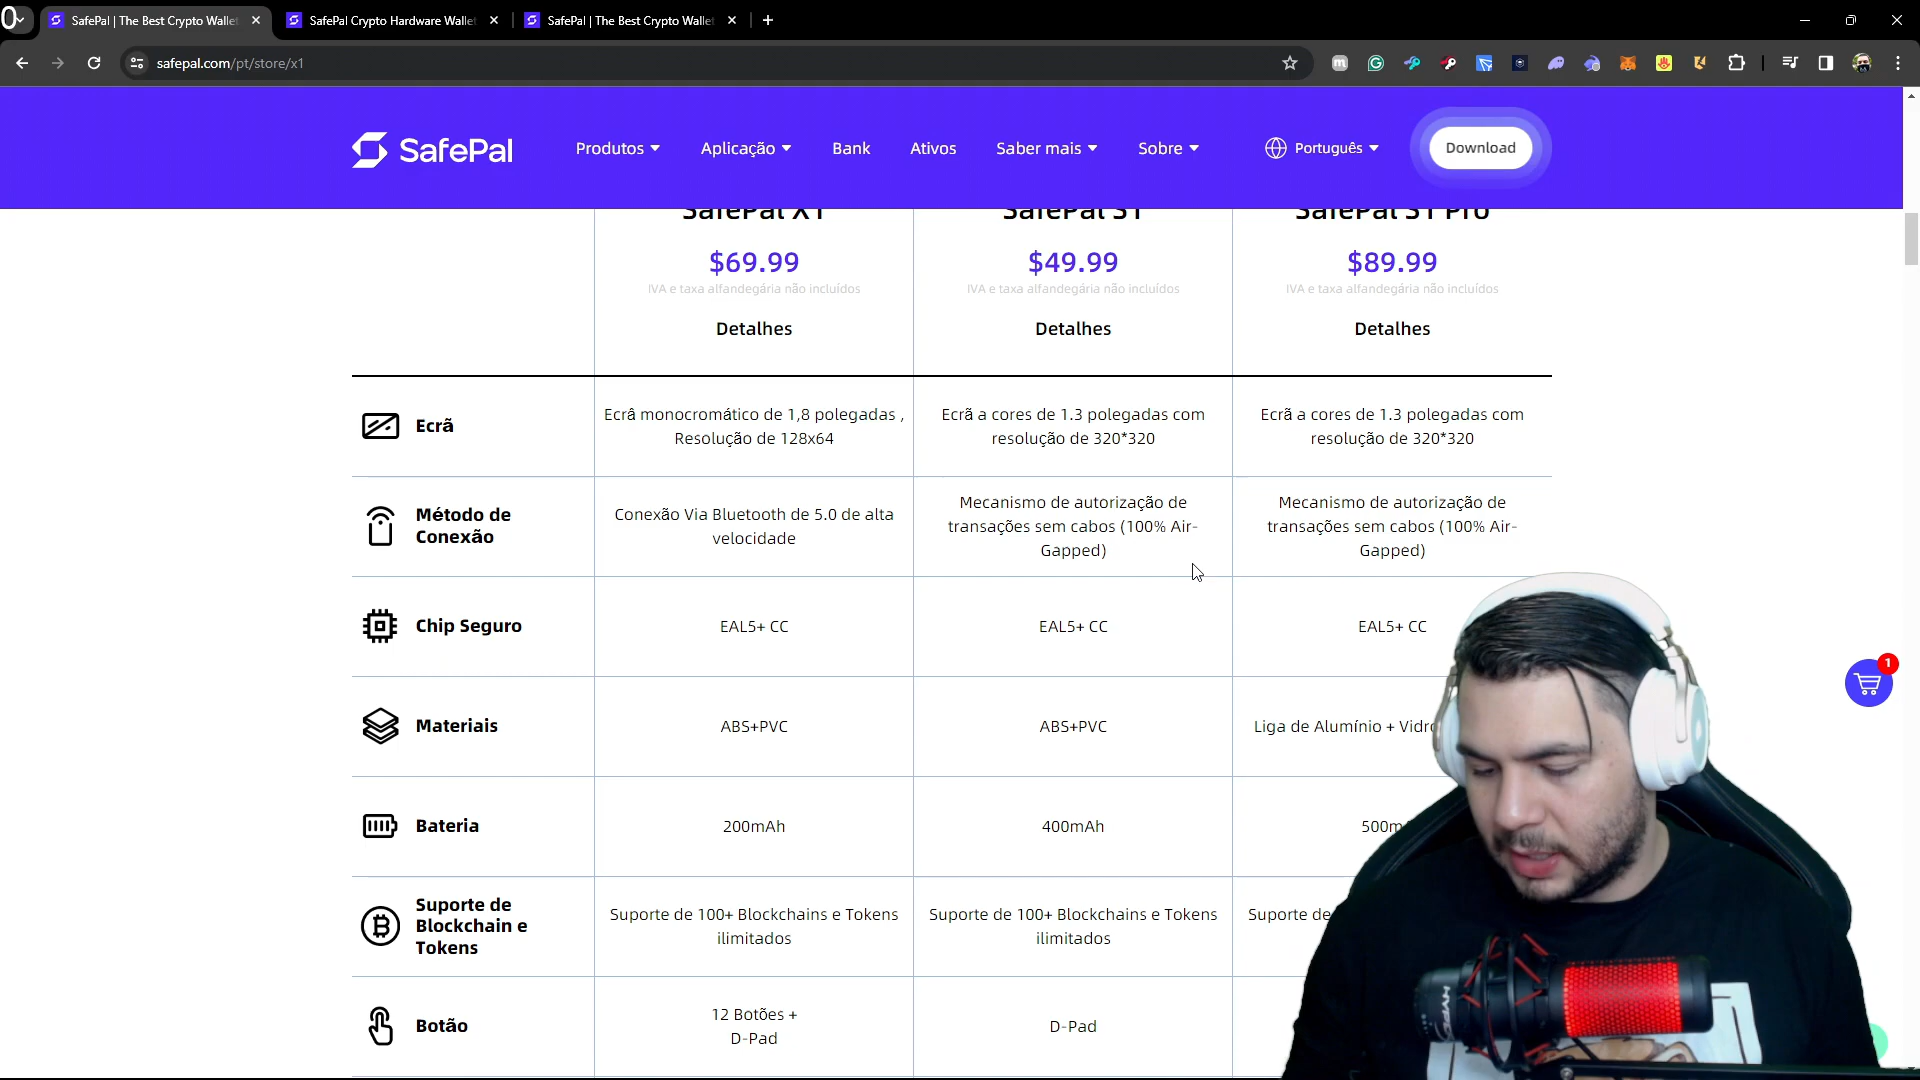 SafePal | The Best Crypto Wallet
SafePal Crypto Hardware Wallet
SafePal | The Best Crypto Wallet
safepal.com/pt/store/x1
SafePal
Produtos
Aplicação
Bank
Ativos
Saber mais
Sobre
Português
Download
SafePal X1
SafePal S1
SafePal S1 Pro
$69.99
$49.99
$89.99
IVA e taxa alfandegária não incluídos
IVA e taxa alfandegária não incluídos
IVA e taxa alfandegária não incluídos
Detalhes
Detalhes
Detalhes
Ecrã
Ecrã monocromático de 1,8 polegadas ,
Resolução de 128x64
Ecrã a cores de 1.3 polegadas com
resolução de 320*320
Ecrã a cores de 1.3 polegadas com
resolução de 320*320
Método de
Conexão
Conexão Via Bluetooth de 5.0 de alta
velocidade
Mecanismo de autorização de
transações sem cabos (100% Air-
Gapped)
Mecanismo de autorização de
transações sem cabos (100% Air-
Gapped)
Chip Seguro
EAL5+ CC
EAL5+ CC
EAL5+ CC
1
Materiais
ABS+PVC
ABS+PVC
Liga de Alumínio +
Bateria
200mAh
400mAh
Suporte de
Blockchain e
Tokens
Suporte de 100+ Blockchains e Tokens
ilimitados
Suporte de 100+ Blockchains e Tokens
ilimitados
Suporte de
Botão
12 Botões +
D-Pad
D-Pad